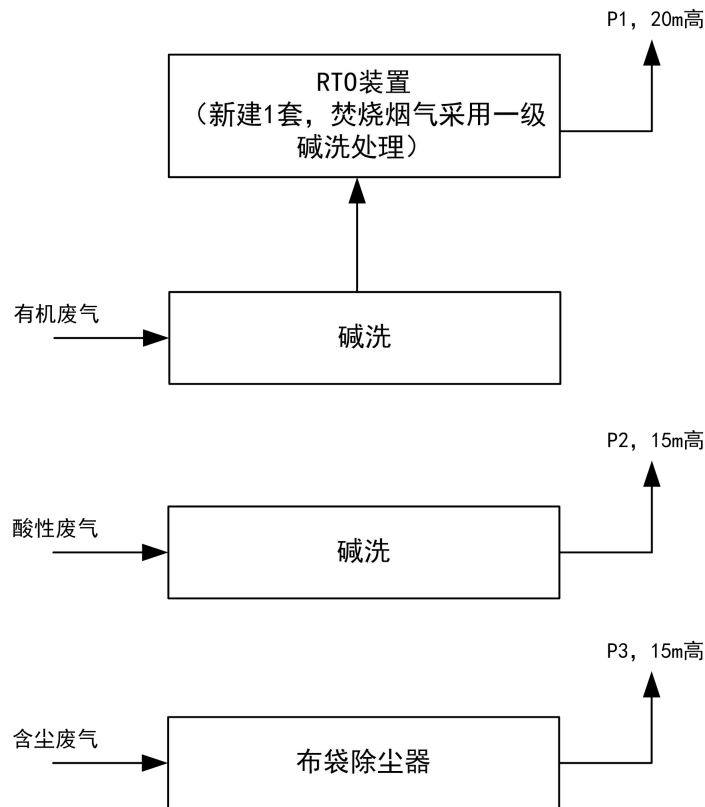 P1，20m高
RTO装置
（新建1套，焚烧烟气采用一级
碱洗处理）
有机废气
碱洗
P2，15m高
酸性废气
碱洗
P3，15m高
含尘废气
布袋除尘器